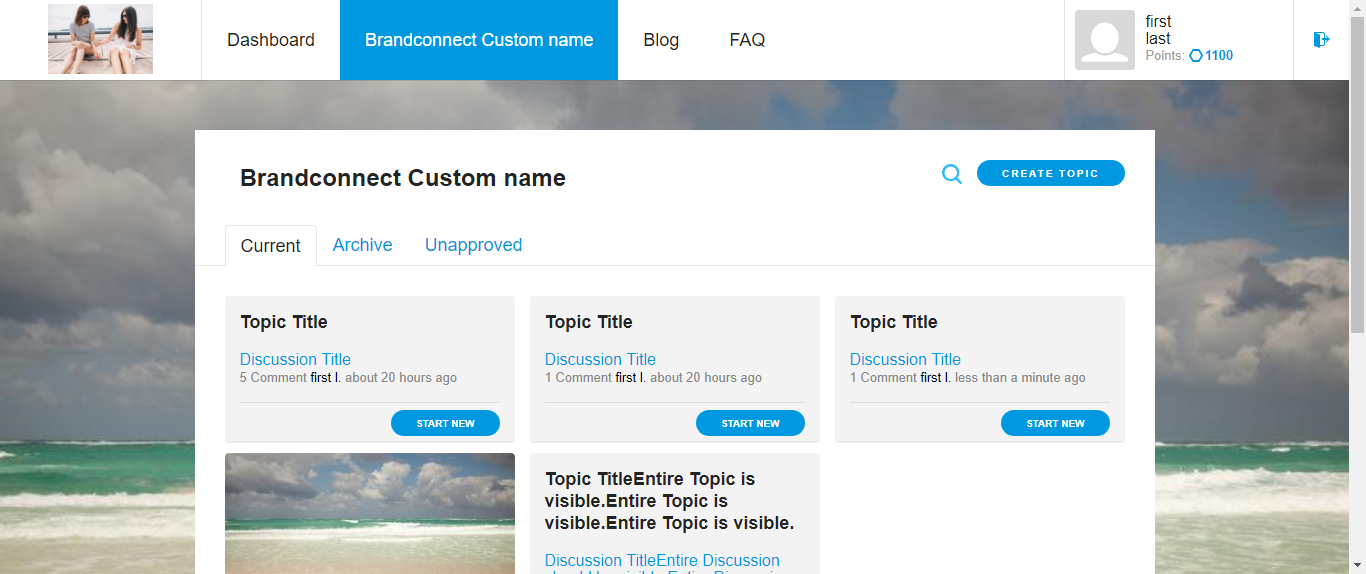 Dashboard
Brandconnect Custom name
Blog
FAQ
first
last
Points: 1100
Brandconnect Custom name
CREATE TOPIC
Current
Archive
Unapproved
Topic Title
Discussion Title
5 Comment first l. about 20 hours ago
START NEW
Topic Title
Discussion Title
1 Comment first l. about 20 hours ago
START NEW
Topic Title
Discussion Title
1 Comment first l. less than a minute ago
START NEW
Topic TitleEntire Topic is
visible.Entire Topic is
visible.Entire Topic is visible.
Discussion TitleEntire Discussion